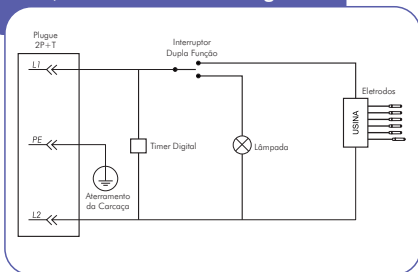 Plugue
2P+T
L1
PE
L2
Aterramento
da Carcaça
Interruptor
Dupla Função
Timer Digital
Lâmpada
USINA
Eletrodos